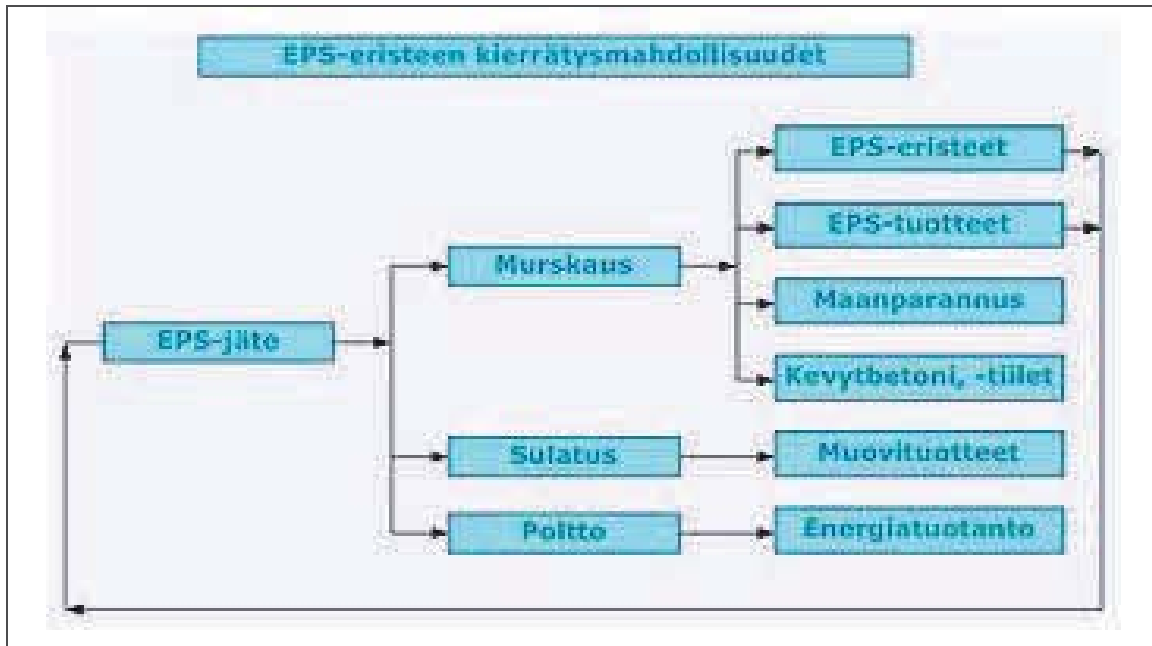 EPS-eristeen kierrätysmahdollisuudet
EPS-jäte
Murskaus
Sulatus
Poltto
EPS-eristeet
EPS-tuotteet
Maanparannus
Kevytbetoni, -tiilet
Muovituotteet
Energiatuotanto